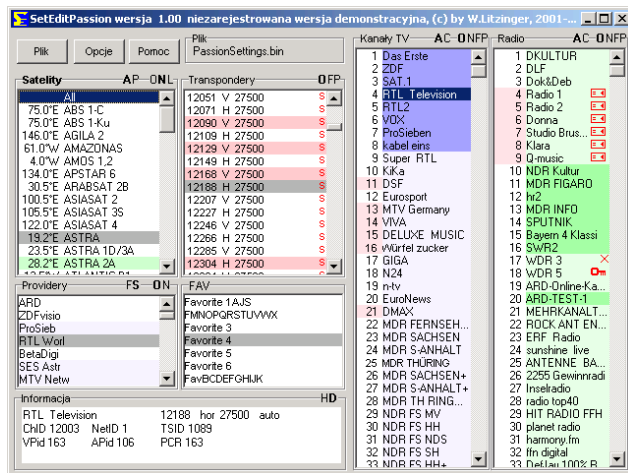 SetEditPassion wersja 1.00 niezarejestrowana wersja demonstracyjna, (c) by W.Litzinger, 2001-...
Plik
Opcje
Pomoc
Plik
PassionSettings.bin
Satelity AP ONL
All
75.0°E ABS 1-C
75.0°E ABS 1-Ku
146.0°E AGILA 2
61.0°W AMAZONAS
4.0°W AMOS 1,2
134.0°E APSTAR 6
30.5°E ARABSAT 2B
100.5°E ASIASAT 2
105.5°E ASIASAT 3S
122.0°E ASIASAT 4
19.2°E ASTRA
23.5°E ASTRA 1D/3A
28.2°E ASTRA 2A
Transpondery OFP
12051 V 27500 S
12071 H 27500 S
12090 V 27500 S
12109 H 27500 S
12129 V 27500 S
12149 H 27500 S
12168 V 27500 S
12188 H 27500 S
12207 V 27500 S
12227 H 27500 S
12246 V 27500 S
12266 H 27500 S
12285 V 27500 S
12304 H 27500 S
Providery FS ON
ARD
ZDFvisio
ProSieb
RTL Worl
BetaDigi
SES Astr
MTV Netw
FAV
Favorite 1AJS
FMNOPQRSTUVWX
Favorite 3
Favorite 4
Favorite 5
Favorite 6
FavBCDEFGHIJK
Informacja HD-
RTL Television 12188 hor 27500 auto
ChID 12003 NetID 1 TSID 1089
VPid 163 APid 106 PCR 163
Kanały TV AC-ONFP
1 Das Erste
2 ZDF
3 SAT.1
4 RTL Television
5 RTL2
6 VOX
7 ProSieben
8 kabel eins
9 Super RTL
10 KiKa
11 DSF
12 Eurosport
13 MTV Germany
14 VIVA
15 DELUXE MUSIC
16 Würfel zucker
17 GIGA
18 N24
19 n-tv
20 EuroNews
21 DMAX
22 MDR FERNSEH...
23 MDR SACHSEN
24 MDR S-ANHALT
25 MDR THÜRING
26 MDR SACHSEN+
27 MDR S-ANHALT+
28 MDR TH RING...
29 NDR FS MV
30 NDR FS HH
31 NDR FS NDS
32 NDR FS SH
33 NDR FS HH+
Radio AC-ONFP
1 DKULTUR
2 DLF
3 Dok&Deb
4 Radio 1
5 Radio 2
6 Donna
7 Studio Brus...
8 Klara
9 Q-music
10 NDR Kultur
11 MDR FIGARO
12 hr2
13 MDR INFO
14 SPUTNIK
15 Bayern 4 Klassi
16 SWR2
17 WDR 3
18 WDR 5
19 ARD-Online-Ka...
20 ARD-TEST-1
21 MEHRKANALT...
22 ROCK ANT EN...
23 ERF Radio
24 sunshine live
25 ANTENNE BA...
26 2255 Gewinnradi
27 Inselradio
28 radio top40
29 HIT RADIO FFH
30 planet radio
31 harmony.fm
32 ffn digital
33 DefJay 100% R